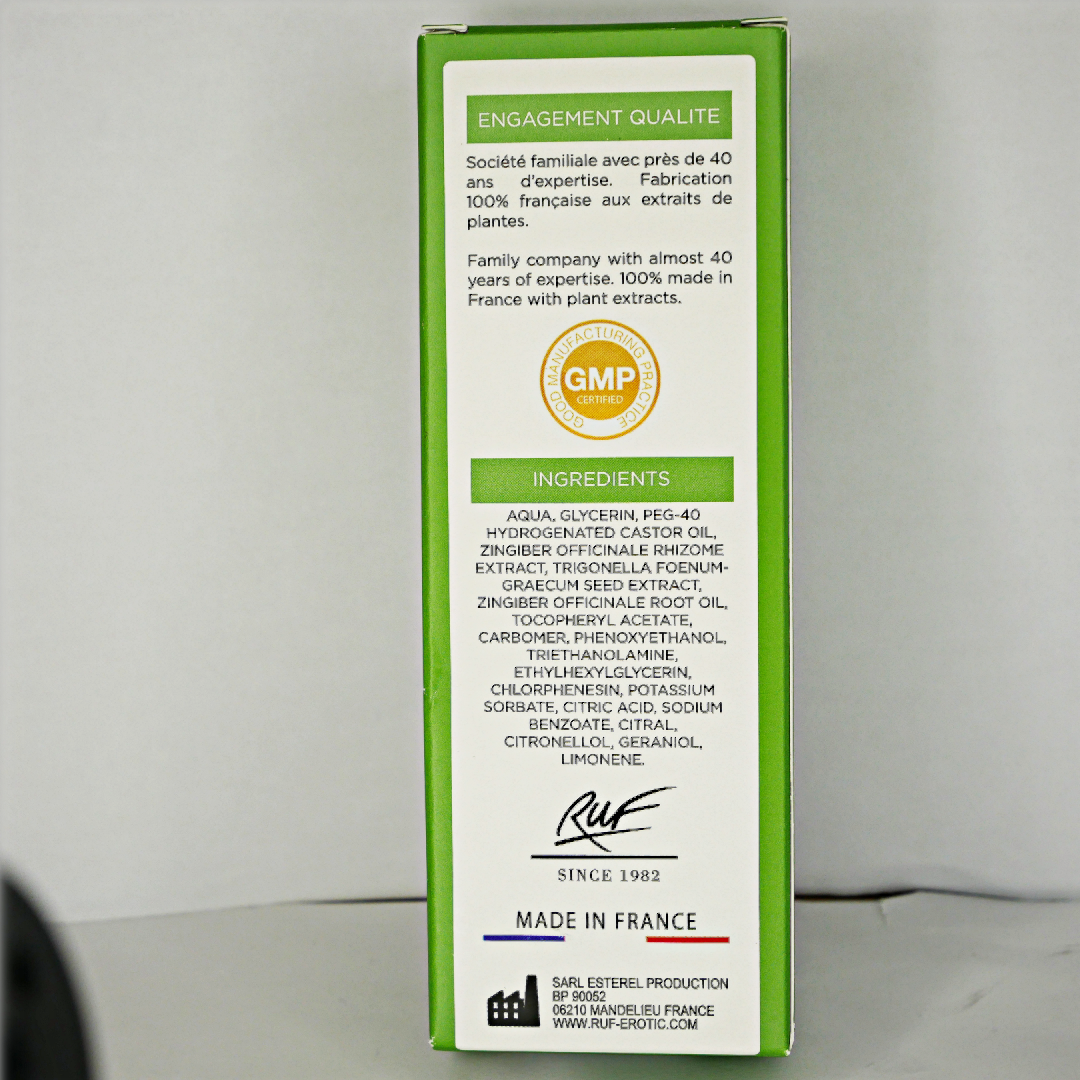 ENGAGEMENT QUALITE
Société familiale avec près de 40
ans d'expertise. Fabrication
100% française aux extraits de
plantes.
Family company with almost 40
years of expertise. 100% made in
France with plant extracts.
GOOD MANUFACTURING PRACTICE
GMP
CERTIFIED
INGREDIENTS
AQUA, GLYCERIN, PEG-40
HYDROGENATED CASTOR OIL,
ZINGIBER OFFICINALE RHIZOME
EXTRACT, TRIGONELLA FOENUM-
GRAECUM SEED EXTRACT,
ZINGIBER OFFICINALE ROOT OIL,
TOCOPHERYL ACETATE,
CARBOMER, PHENOXYETHANOL,
TRIETHANOLAMINE,
ETHYLHEXYLGLYCERIN,
CHLORPHENESIN, POTASSIUM
SORBATE, CITRIC ACID, SODIUM
BENZOATE, CITRAL,
CITRONELLOL, GERANIOL,
LIMONENE.
RUF
SINCE 1982
MADE IN FRANCE
SARL ESTEREL PRODUCTION
BP 90052
06210 MANDELIEU FRANCE
WWW.RUF-EROTIC.COM